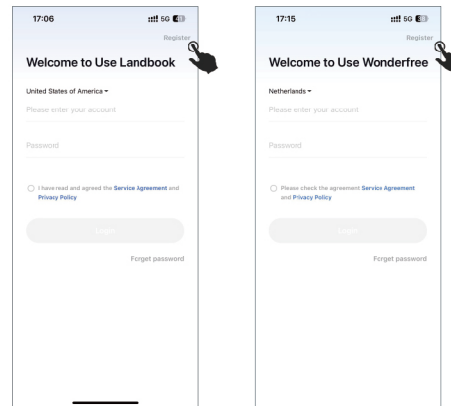 17:06
5G 41
Register
Welcome to Use Landbook
United States of America
Please enter your account
Password
I have read and agreed the Service Agreement and
Privacy Policy
Login
Forget password
17:15
5G 38
Register
Welcome to Use Wonderfree
Netherlands
Please enter your account
Password
Please check the agreement Service Agreement
and Privacy Policy
Login
Forget password